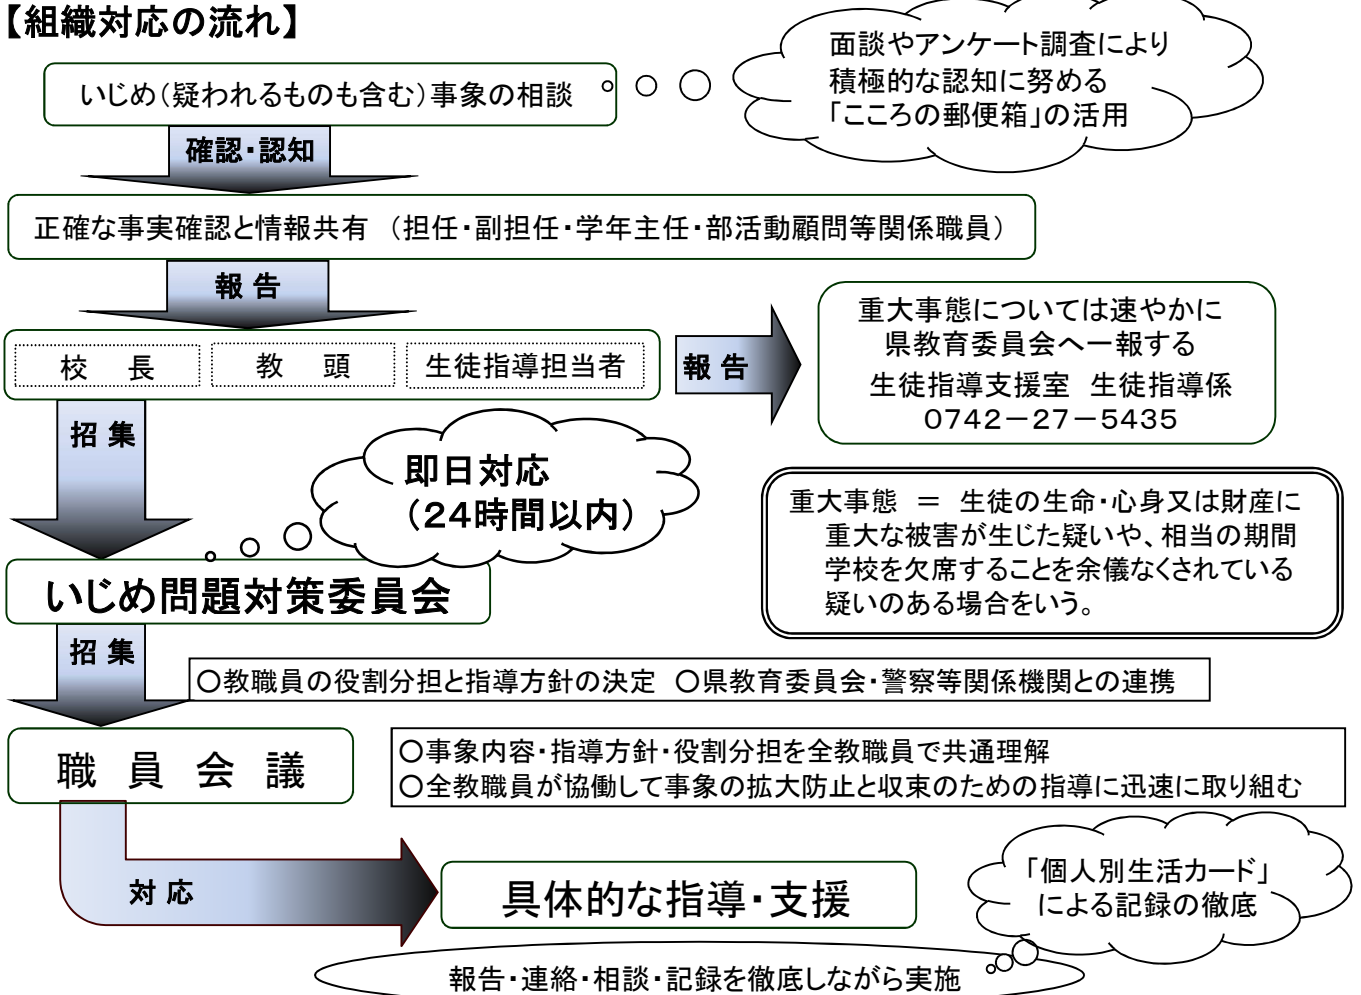 【組織対応の流れ】
面談やアンケート調査により
積極的な認知に努める
「こころの郵便箱」の活用
いじめ（疑われるものも含む）事象の相談
確認・認知
正確な事実確認と情報共有 （担任・副担任・学年主任・部活動顧問等関係職員）
報 告
校 長
教 頭
生徒指導担当者
報 告
重大事態については速やかに
県教育委員会へ一報する
生徒指導支援室 生徒指導係
0742－27－5435
招 集
即日対応
（24時間以内）
重大事態 ＝ 生徒の生命・心身又は財産に
重大な被害が生じた疑いや、相当の期間
学校を欠席することを余儀なくされている
疑いのある場合をいう。
いじめ問題対策委員会
招 集
○教職員の役割分担と指導方針の決定 ○県教育委員会・警察等関係機関との連携
職 員 会 議
○事象内容・指導方針・役割分担を全教職員で共通理解
○全教職員が協働して事象の拡大防止と収束のための指導に迅速に取り組む
対 応
具体的な指導・支援
「個人別生活カード」
による記録の徹底
報告・連絡・相談・記録を徹底しながら実施